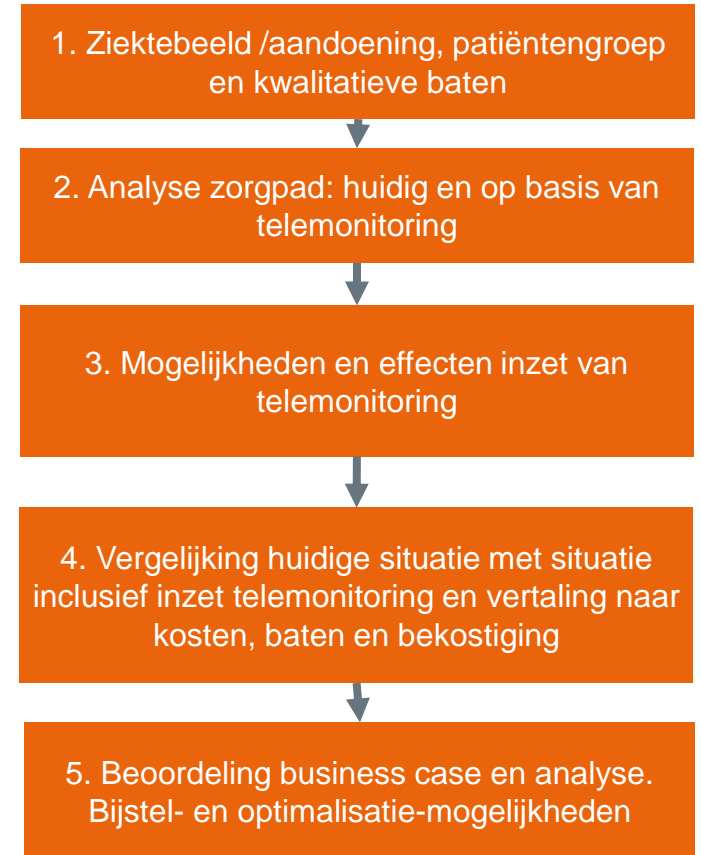 1. Ziektebeeld /aandoening, patiëntengroep
en kwalitatieve baten
2. Analyse zorgpad: huidig en op basis van
telemonitoring
3. Mogelijkheden en effecten inzet van
telemonitoring
4. Vergelijking huidige situatie met situatie
inclusief inzet telemonitoring en vertaling naar
kosten, baten en bekostiging
5. Beoordeling business case en analyse.
Bijstel- en optimalisatie-mogelijkheden